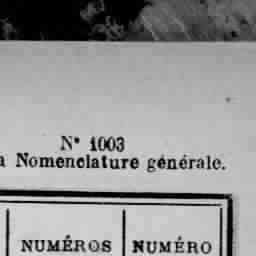 N° 1003
a Nomenclature générale.
NUMÉROS NUMÉRO